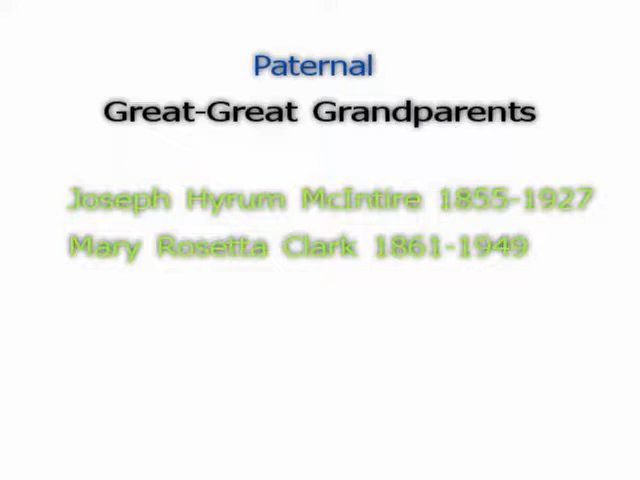 Paternal
Great-Great Grandparents
Joseph Hyrum McIntire 1855-1927
Mary Rosetta Clark 1861-1949